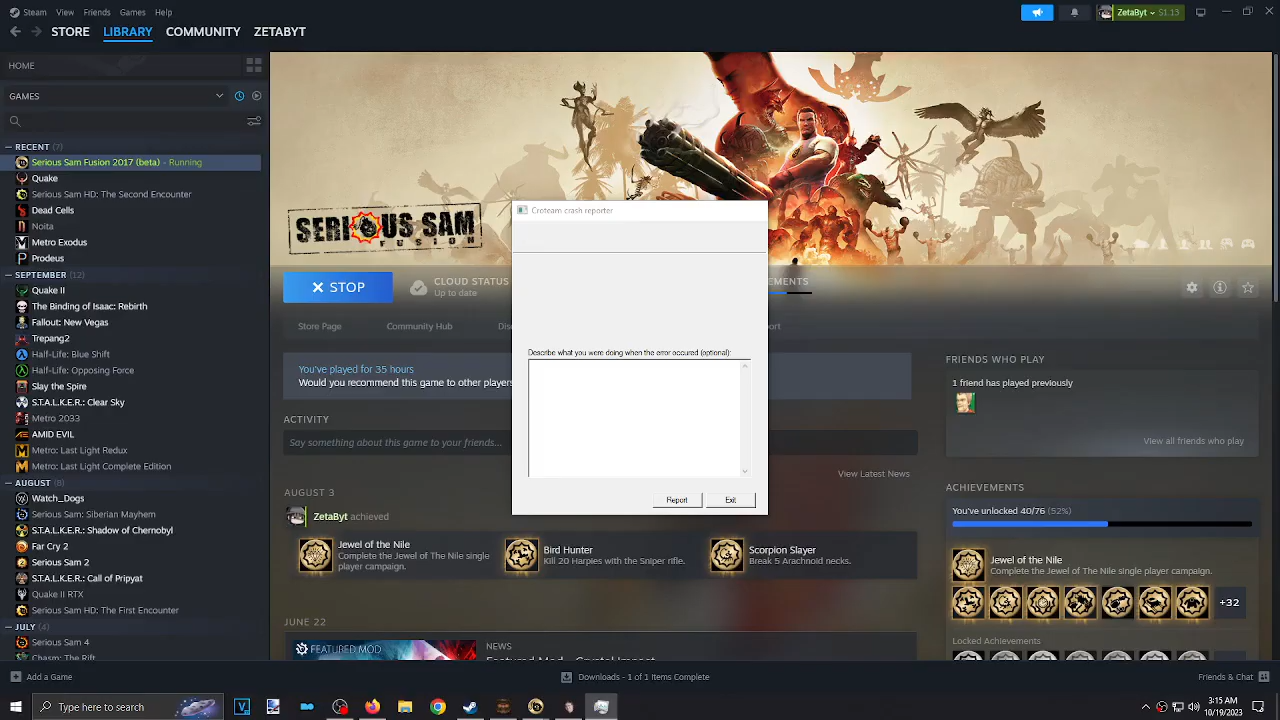 Steam View Friends Games Help
ZetaByt $1.13
STORE LIBRARY COMMUNITY ZETABYT
HOME
GAMES
RECENT (7)
Serious Sam Fusion 2017 (beta) - Running
Quake
Serious Sam HD: The Second Encounter
Dead Cells
Noita
Metro Exodus
Prodeus
SEPTEMBER (12)
Quake II
The Binding of Isaac: Rebirth
Fallout: New Vegas
Trepang2
Half-Life: Blue Shift
Half-Life: Opposing Force
Slay the Spire
S.T.A.L.K.E.R.: Clear Sky
Metro 2033
AMID EVIL
Metro: Last Light Redux
Metro: Last Light Complete Edition
AUGUST (8)
Watch_Dogs
Serious Sam: Siberian Mayhem
S.T.A.L.K.E.R.: Shadow of Chernobyl
Far Cry 2
Serious Sam 2
S.T.A.L.K.E.R.: Call of Pripyat
Quake II RTX
Serious Sam HD: The First Encounter
JULY (4)
Serious Sam 4
Chasm: The Rift
SERIOUS SAM
FUSION
STOP
CLOUD STATUS
Up to date
EMENTS
Store Page Community Hub Dis
ort
Croteam crash reporter
Describe what you were doing when the error occured (optional):
Report Exit
You've played for 35 hours
Would you recommend this game to other players
ACTIVITY
Say something about this game to your friends...
View Latest News
AUGUST 3
ZetaByt achieved
Jewel of the Nile
Complete the Jewel of The Nile single
player campaign.
Bird Hunter
Kill 20 Harpies with the Sniper rifle.
Scorpion Slayer
Break 5 Arachnoid necks.
JUNE 22
FEATURED MOD
NEWS
FRIENDS WHO PLAY
1 friend has played previously
View all friends who play
ACHIEVEMENTS
You've unlocked 40/76 (52%)
Jewel of the Nile
Complete the Jewel of The Nile single player campaign.
+32
Locked Achievements
Add a Game
Downloads - 1 of 1 Items Complete
Friends & Chat
Type here to search
3:15 AM
10/19/2023